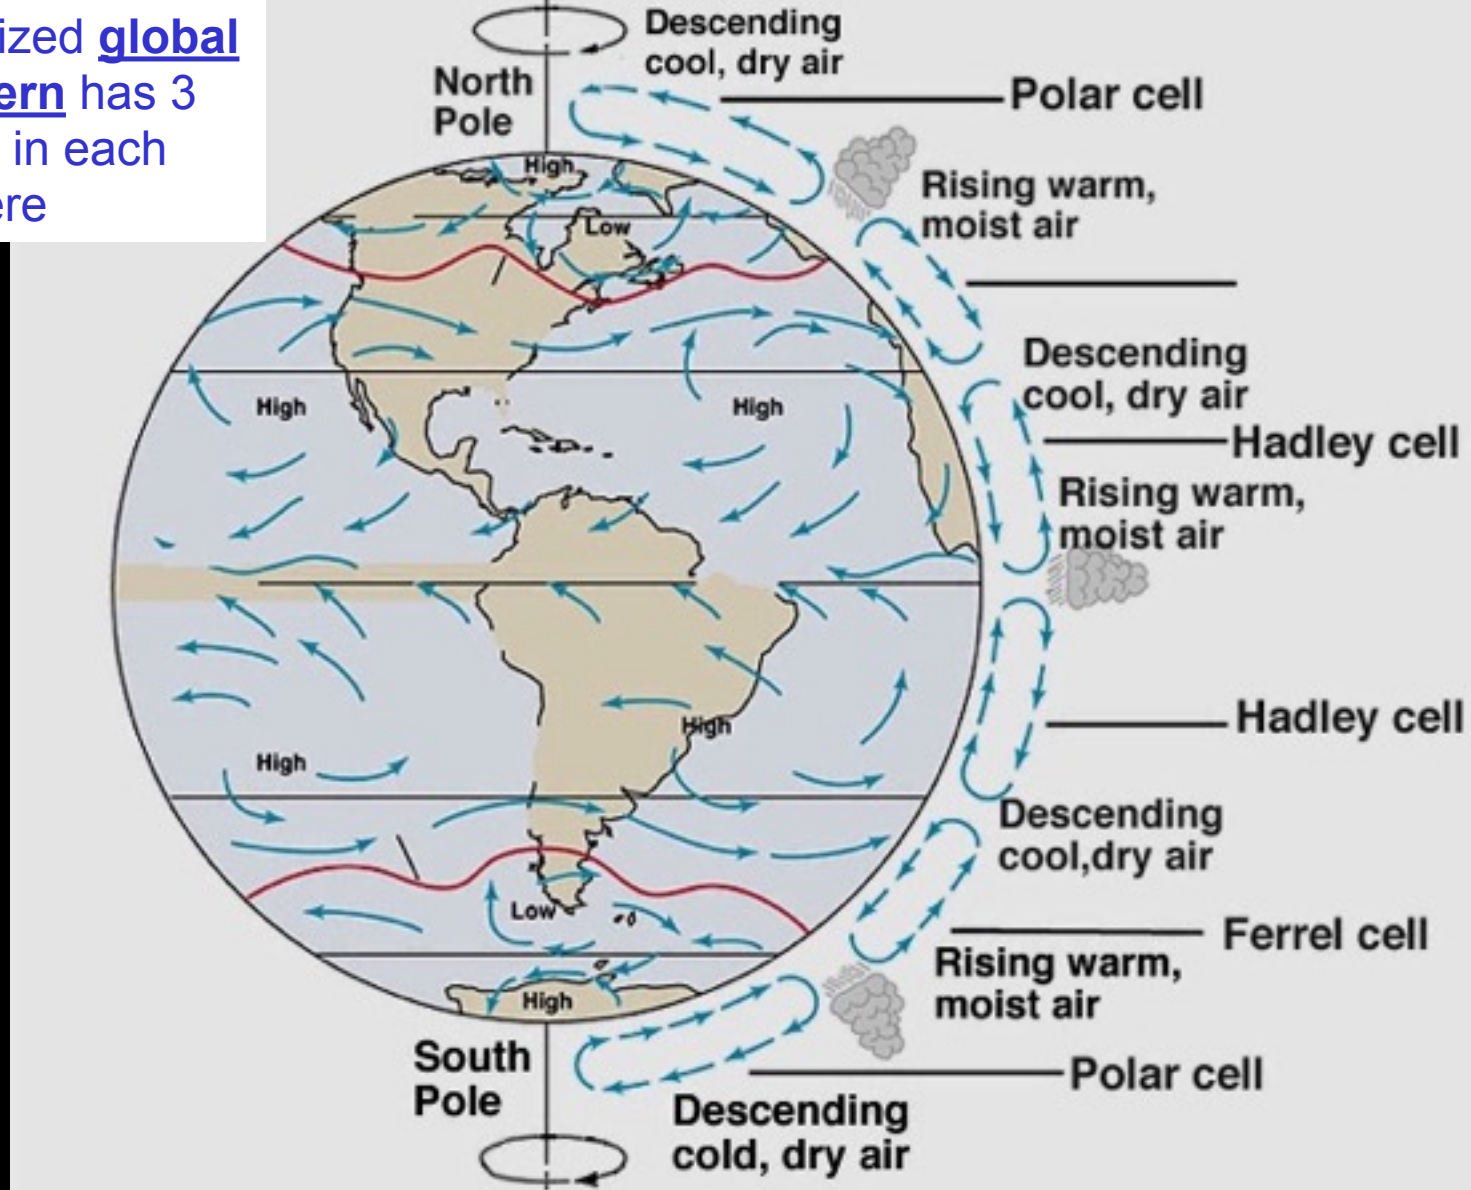 ized global
ern has 3
in each
ere
Descending
cool, dry air
North
Pole
Polar cell
High
Rising warm,
moist air
Low
Descending
cool, dry air
High
High
Hadley cell
Rising warm,
moist air
High
Hadley cell
High
Descending
cool,dry air
Low
Ferrel cell
Rising warm,
moist air
High
South
Pole
Polar cell
Descending
cold, dry air